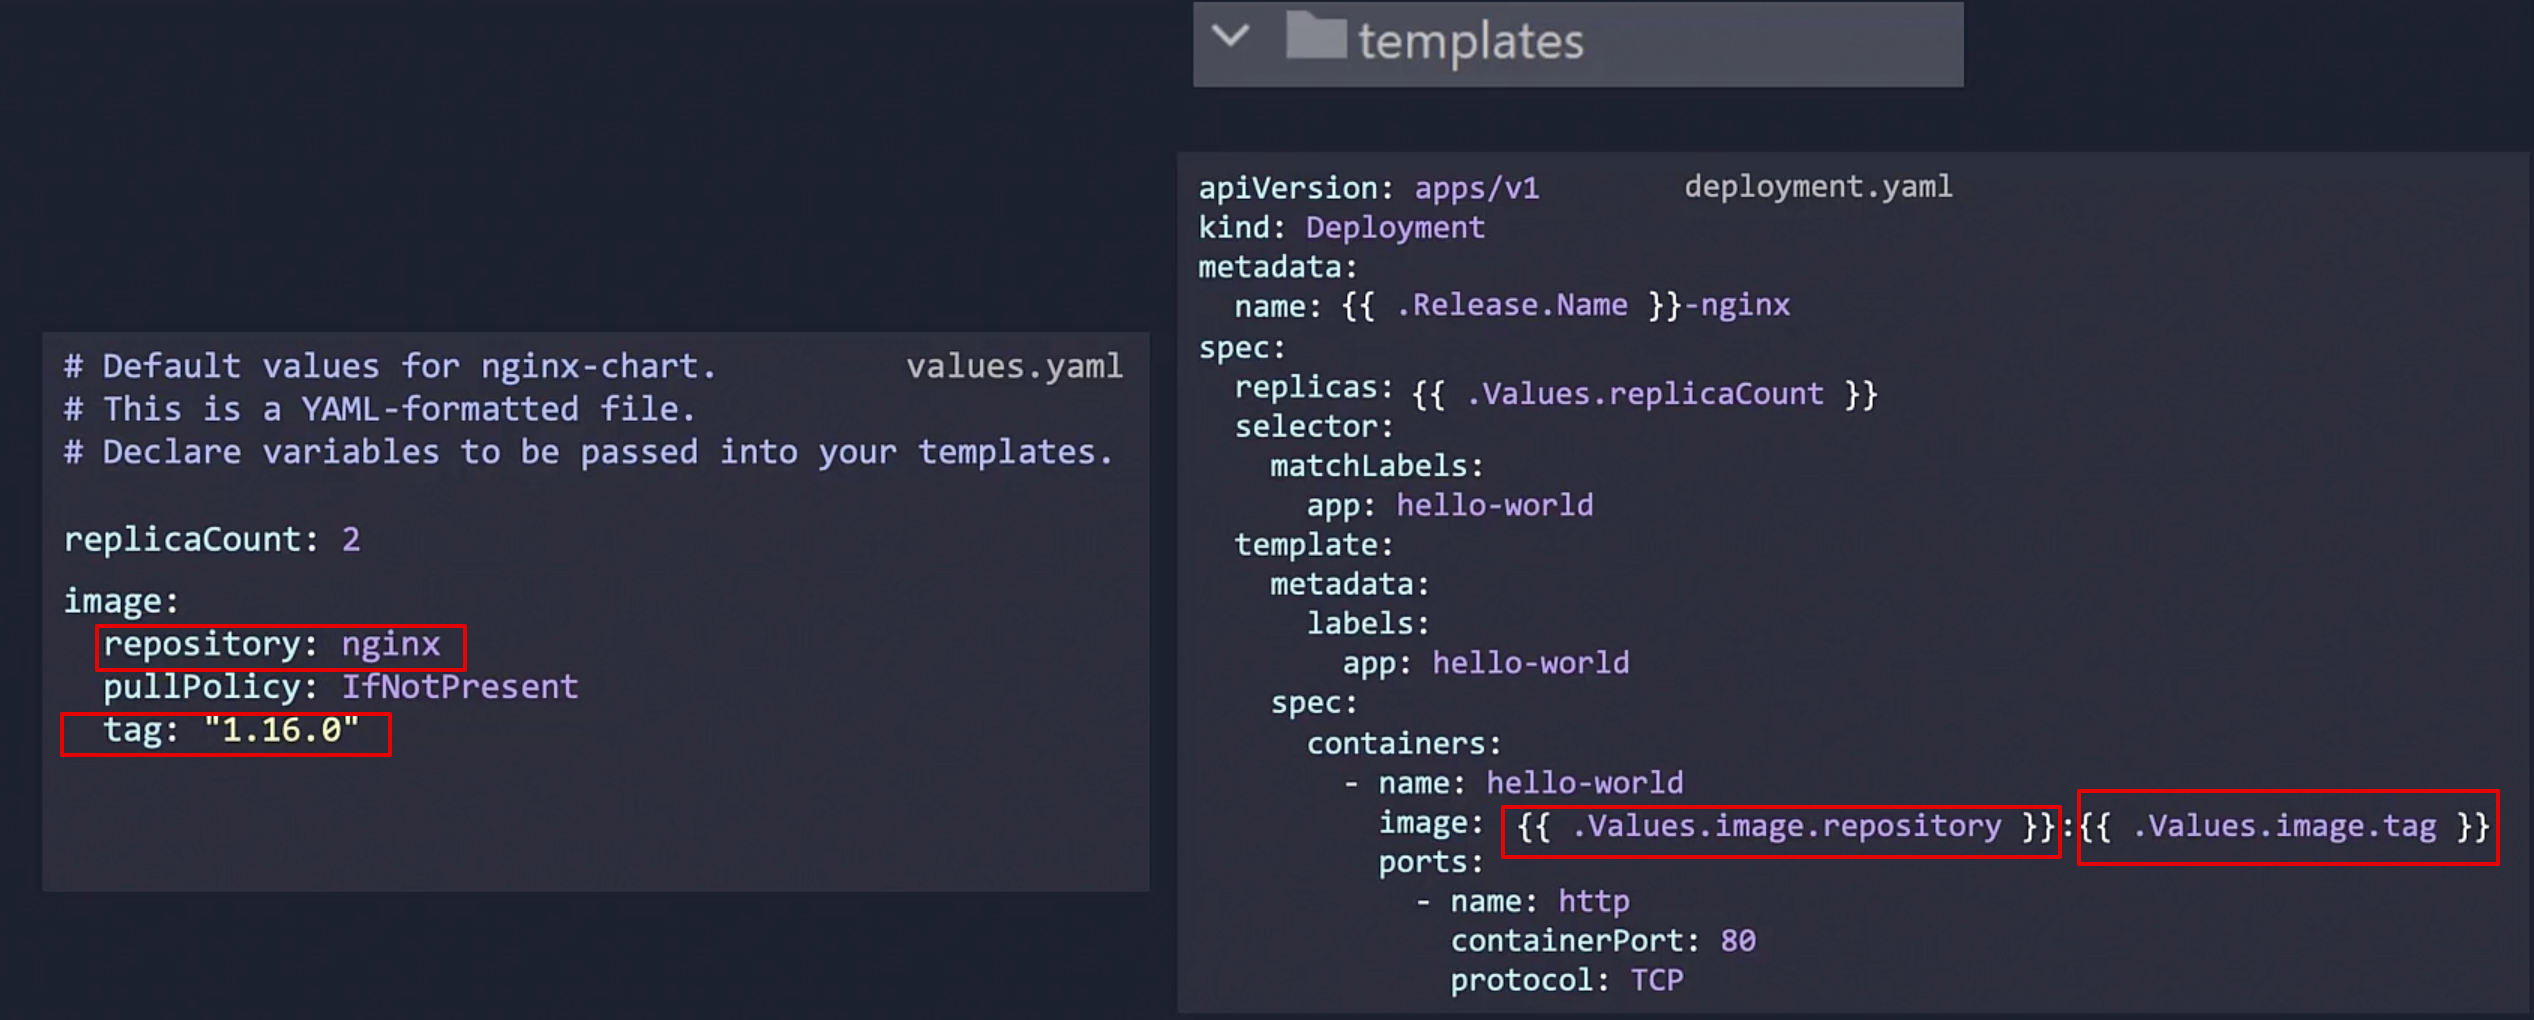 templates
# Default values for nginx-chart. values.yaml
# This is a YAML-formatted file.
# Declare variables to be passed into your templates.
replicaCount: 2
image:
  repository: nginx
  pullPolicy: IfNotPresent
  tag: "1.16.0"
apiVersion: apps/v1 deployment.yaml
kind: Deployment
metadata:
  name: {{ .Release.Name }}-nginx
spec:
  replicas: {{ .Values.replicaCount }}
  selector:
    matchLabels:
      app: hello-world
  template:
    metadata:
      labels:
        app: hello-world
    spec:
      containers:
        - name: hello-world
          image: {{ .Values.image.repository }}:{{ .Values.image.tag }}
          ports:
            - name: http
              containerPort: 80
              protocol: TCP